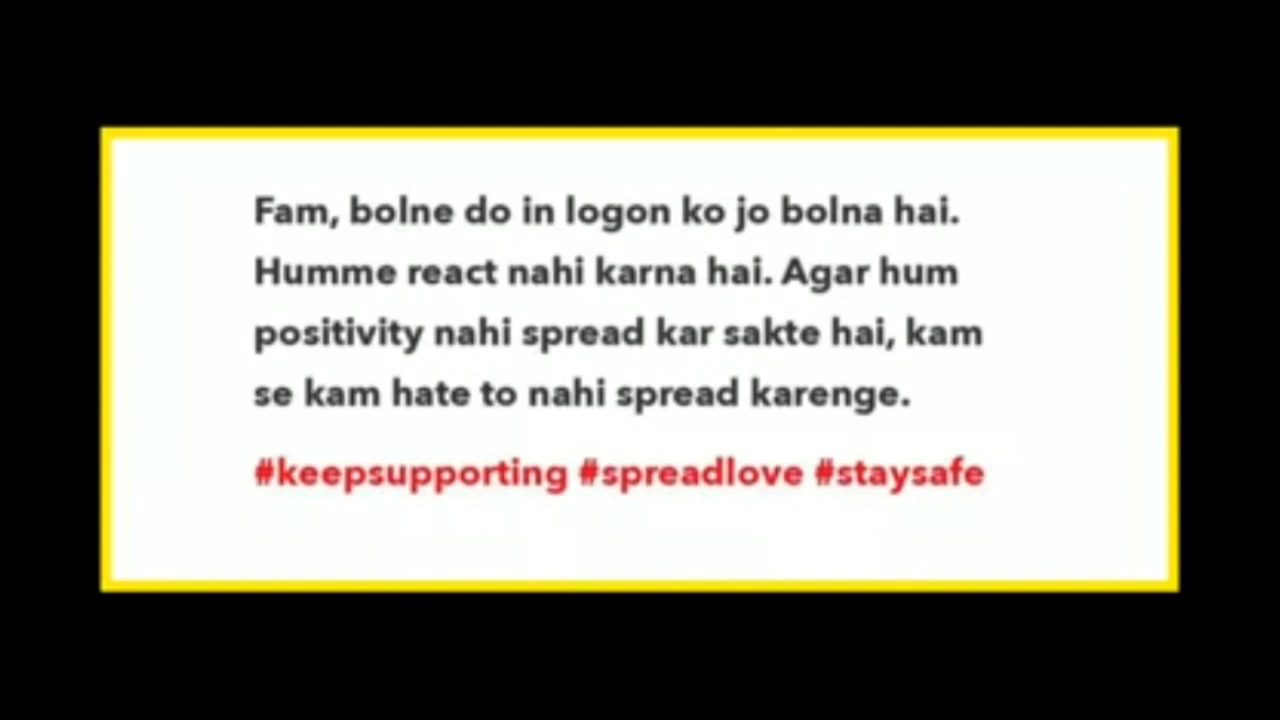 Fam, bolne do in logon ko jo bolna hai.
Humme react nahi karna hai. Agar hum
positivity nahi spread kar sakte hai, kam
se kam hate to nahi spread karenge.
#keepsupporting #spreadlove #staysafe